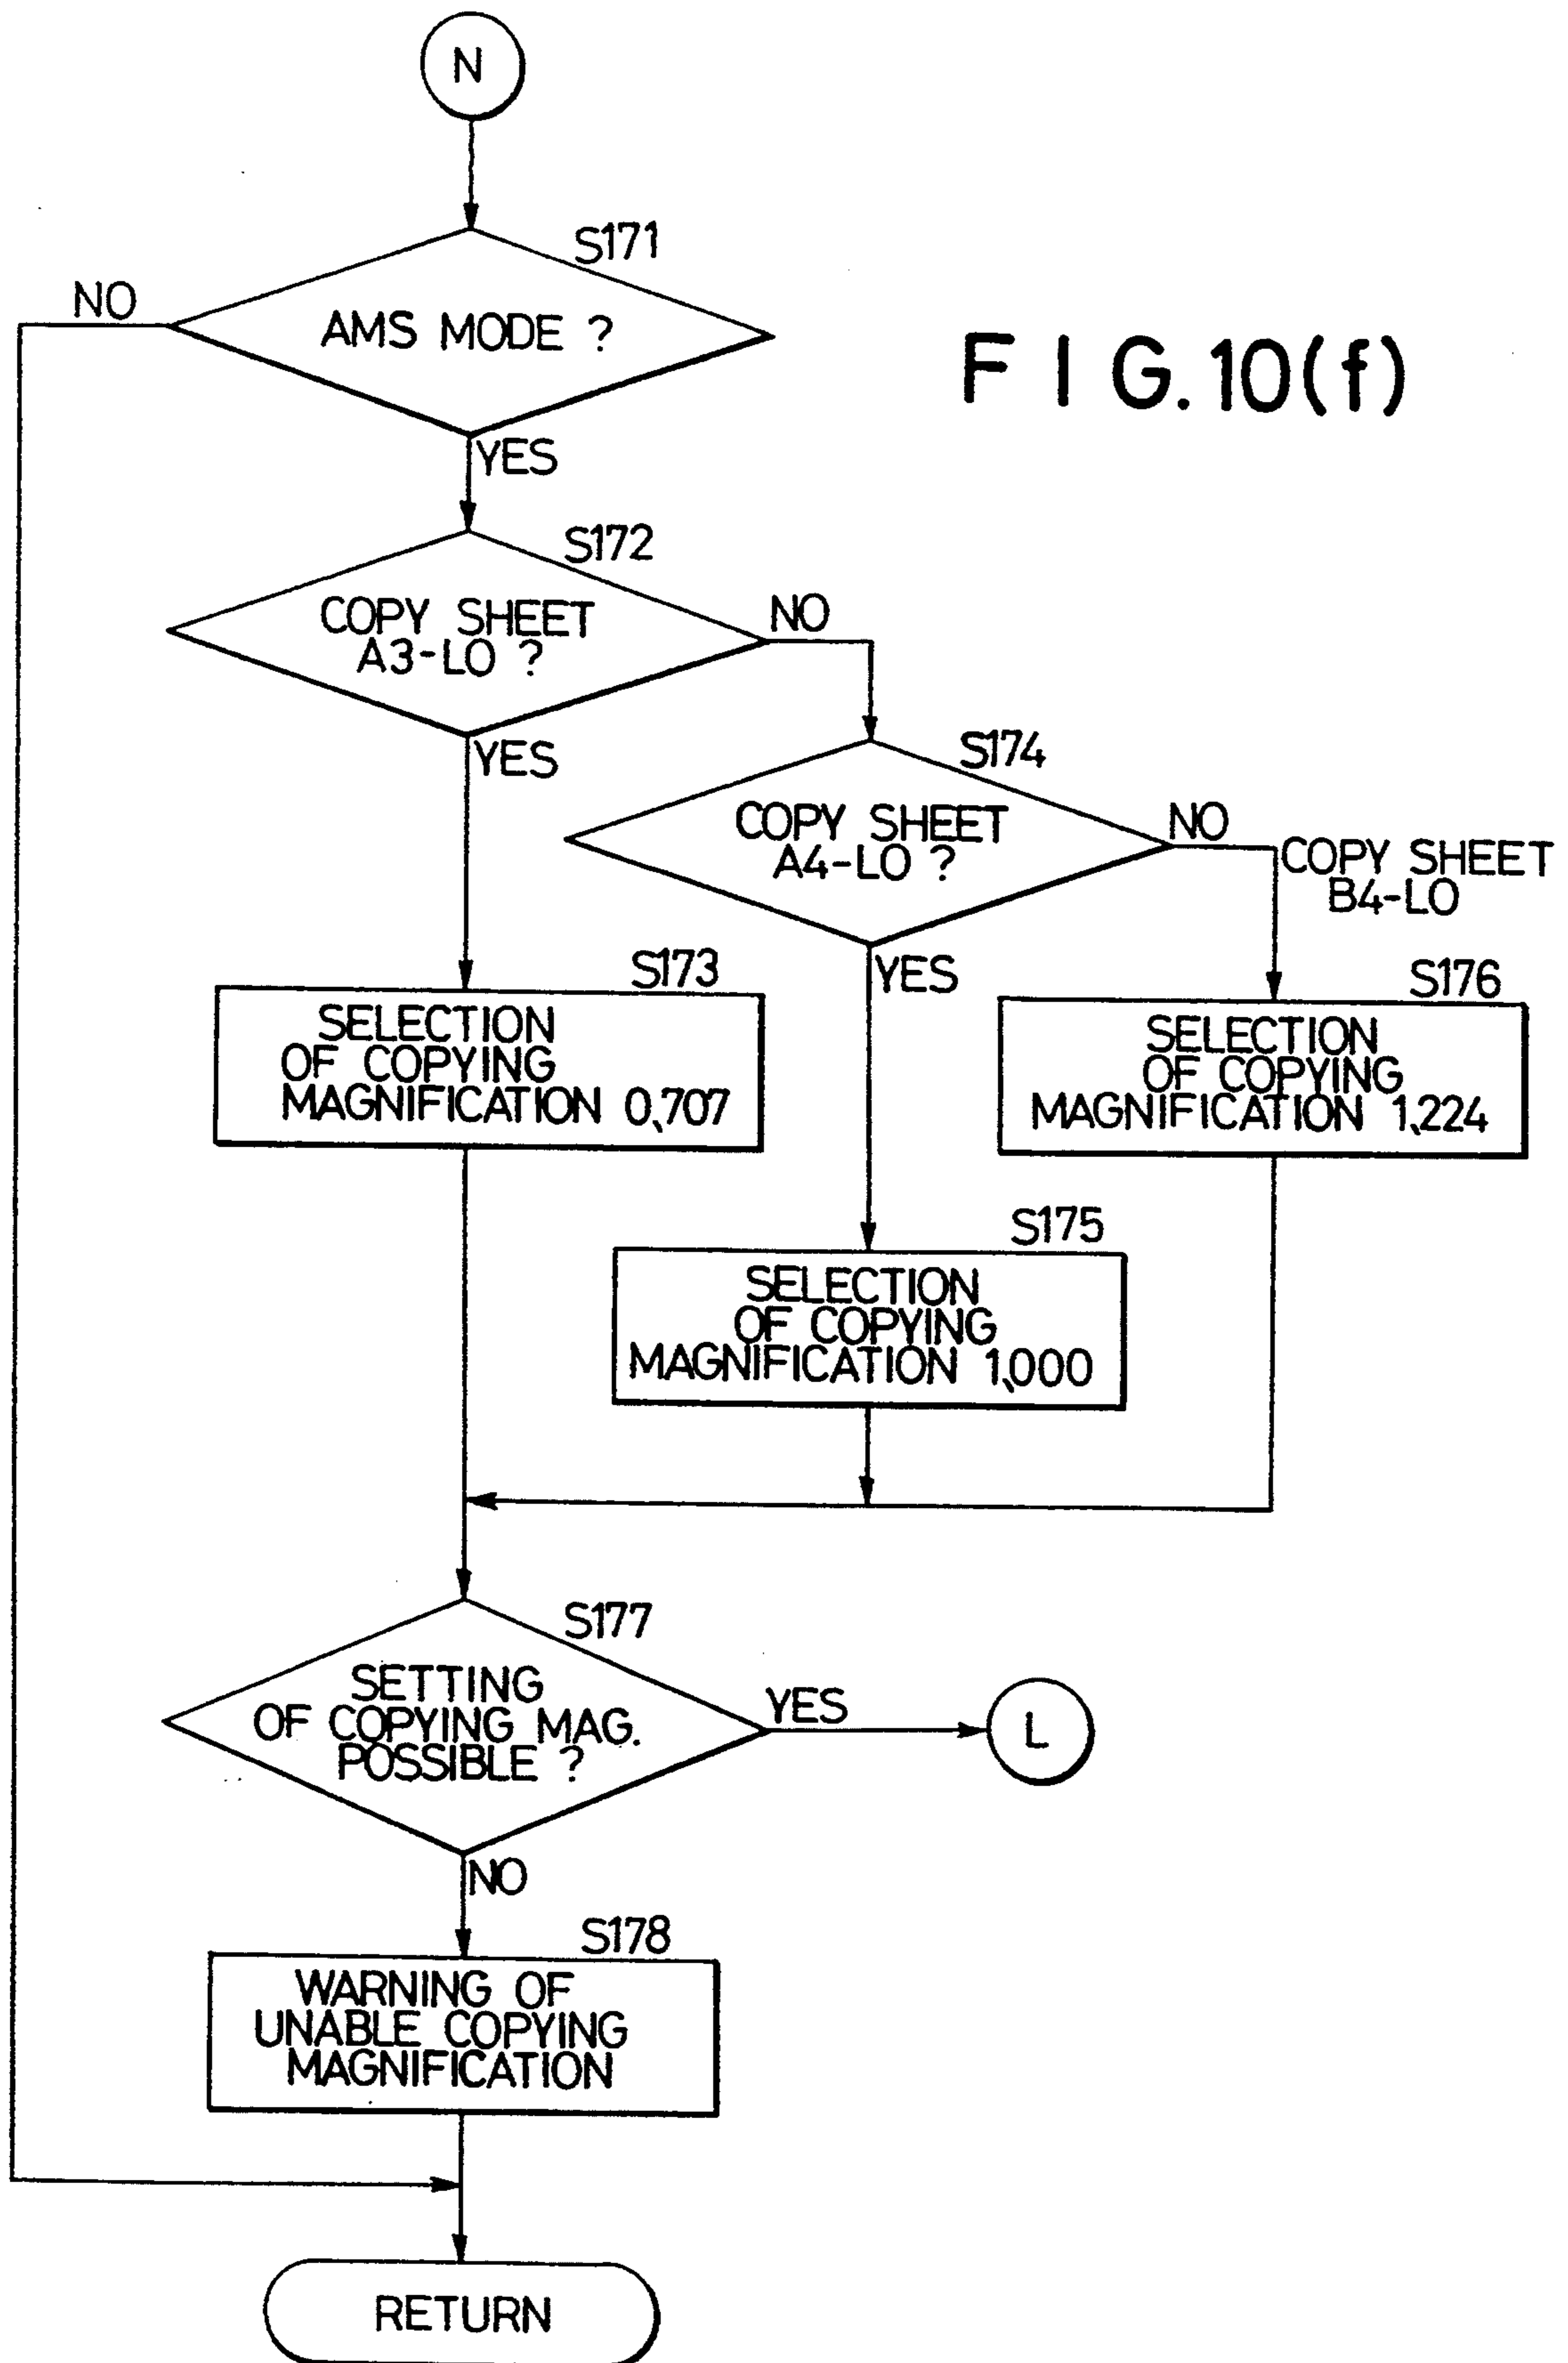 N
S171
NO
AMS MODE ?
F I G.10(f)
YES
S172
COPY SHEET
A3-LO ?
NO
YES
S174
COPY SHEET
A4-LO ?
NO
COPY SHEET
B4-LO
YES
S173
SELECTION
OF COPYING
MAGNIFICATION 0.707
S176
SELECTION
OF COPYING
MAGNIFICATION 1.224
S175
SELECTION
OF COPYING
MAGNIFICATION 1.000
S177
SETTING
OF COPYING MAG.
POSSIBLE ?
YES
L
NO
S178
WARNING OF
UNABLE COPYING
MAGNIFICATION
RETURN